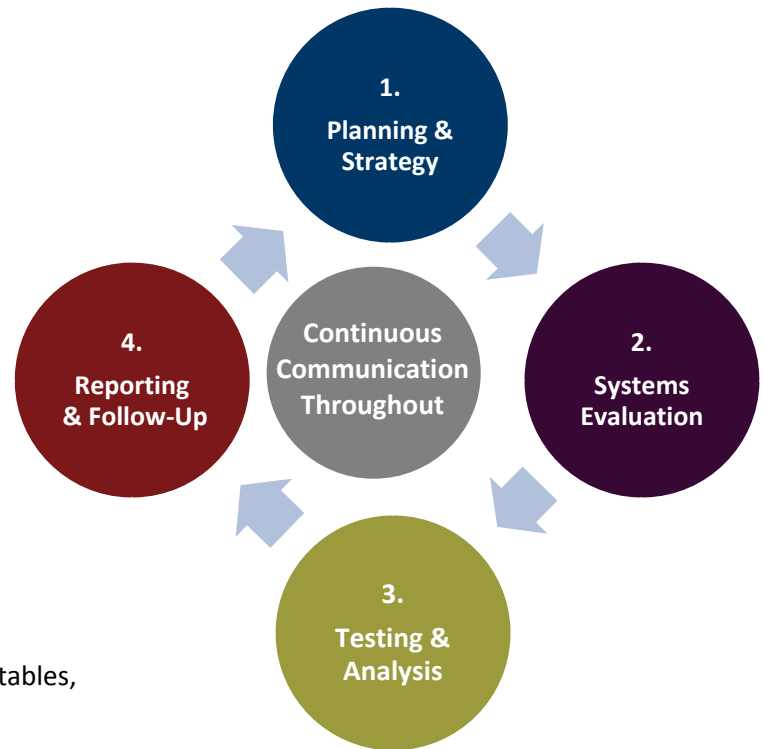 1.
Planning &
Strategy
Continuous
Communication
Throughout
4.
Reporting
& Follow-Up
2.
Systems
Evaluation
3.
Testing &
Analysis
tables,